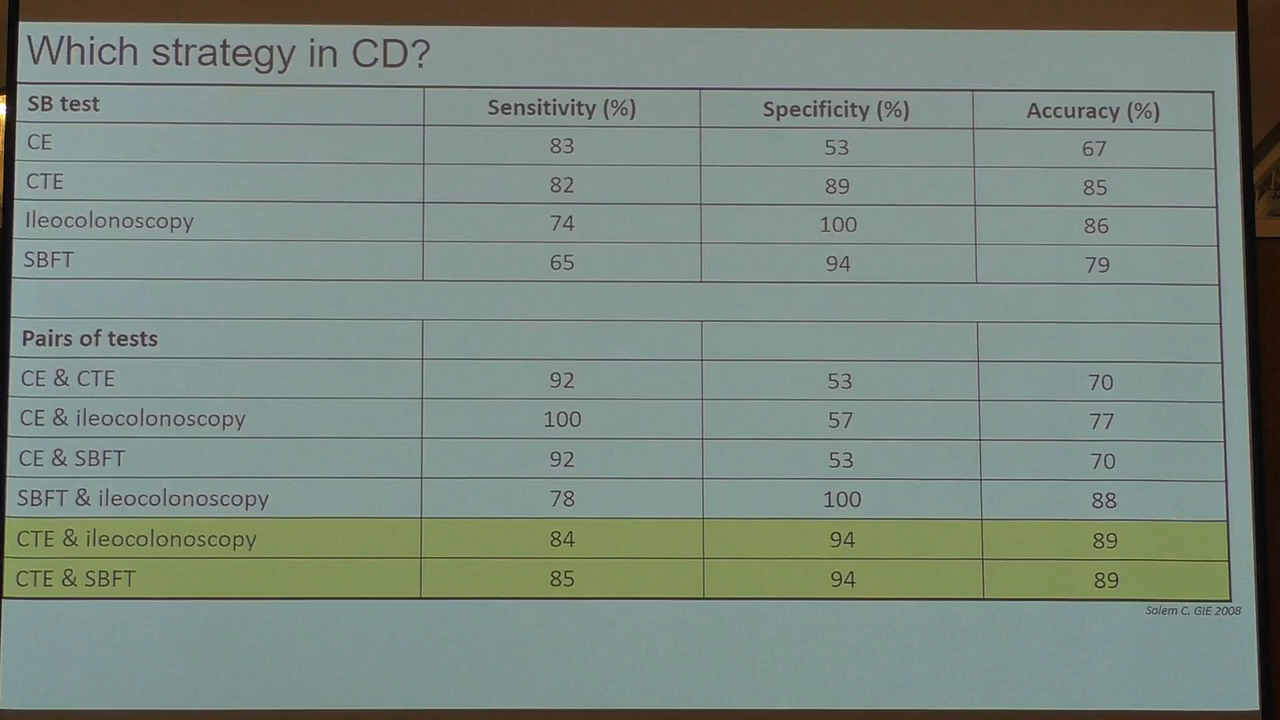 Which strategy in CD?
SB test Sensitivity (%) Specificity (%) Accuracy (%)
CE 83 53 67
CTE 82 89 85
Ileocolonoscopy 74 100 86
SBFT 65 94 79
Pairs of tests
CE & CTE 92 53 70
CE & ileocolonoscopy 100 57 77
CE & SBFT 92 53 70
SBFT & ileocolonoscopy 78 100 88
CTE & ileocolonoscopy 84 94 89
CTE & SBFT 85 94 89
Solem C. GIE 2008